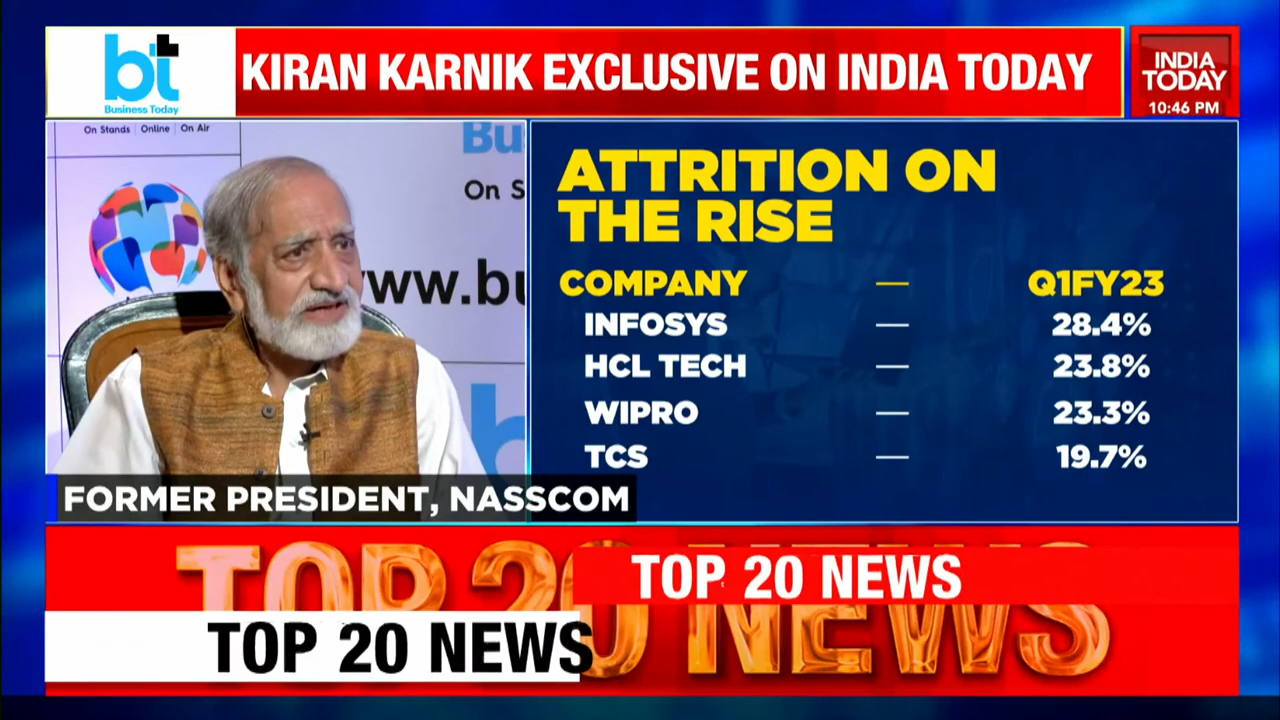 bt
Business Today
KIRAN KARNIK EXCLUSIVE ON INDIA TODAY
INDIA
TODAY
10:46 PM
On Stands | Online | On Air
Bu
On S
www.bu
b
FORMER PRESIDENT, NASSCOM
ATTRITION ON
THE RISE
COMPANY — Q1FY23
INFOSYS — 28.4%
HCL TECH — 23.8%
WIPRO — 23.3%
TCS — 19.7%
TOP 20 NEWS
TOP 20 NEWS
TOP 20 NEWS